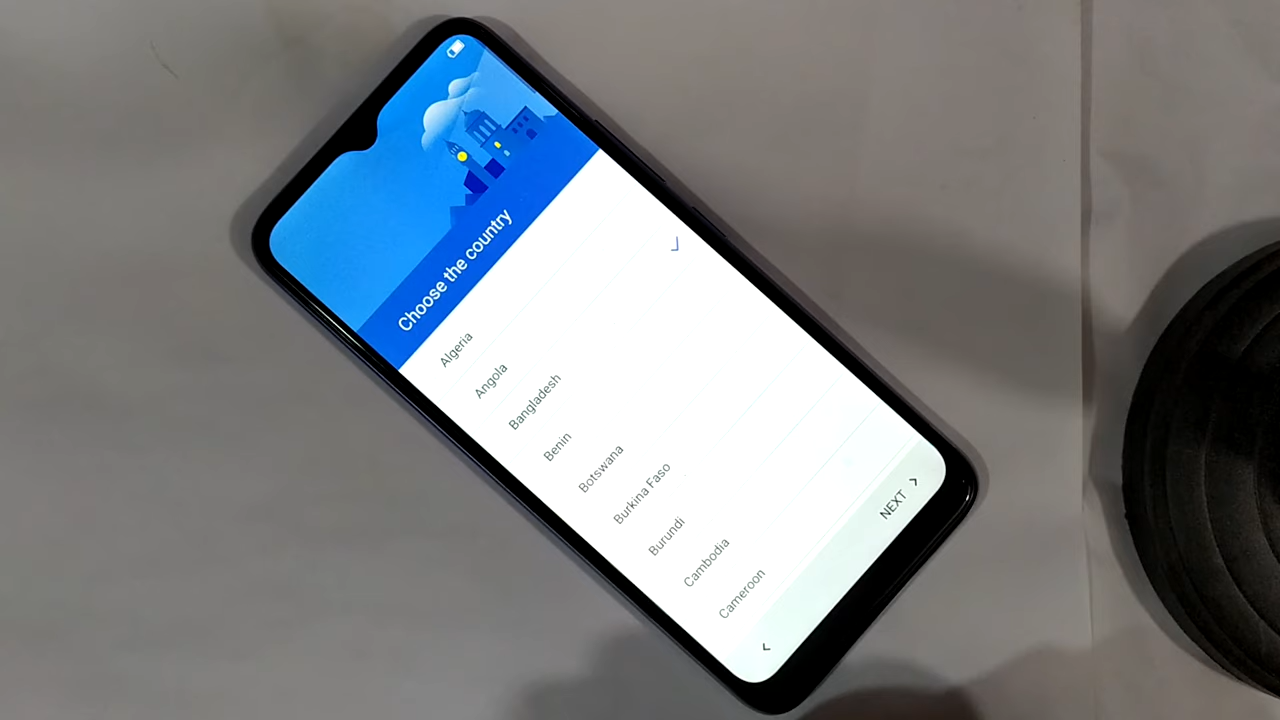 Choose the country
Algeria
Angola
Bangladesh
Benin
Botswana
Burkina Faso
Burundi
Cambodia
Cameroon
NEXT